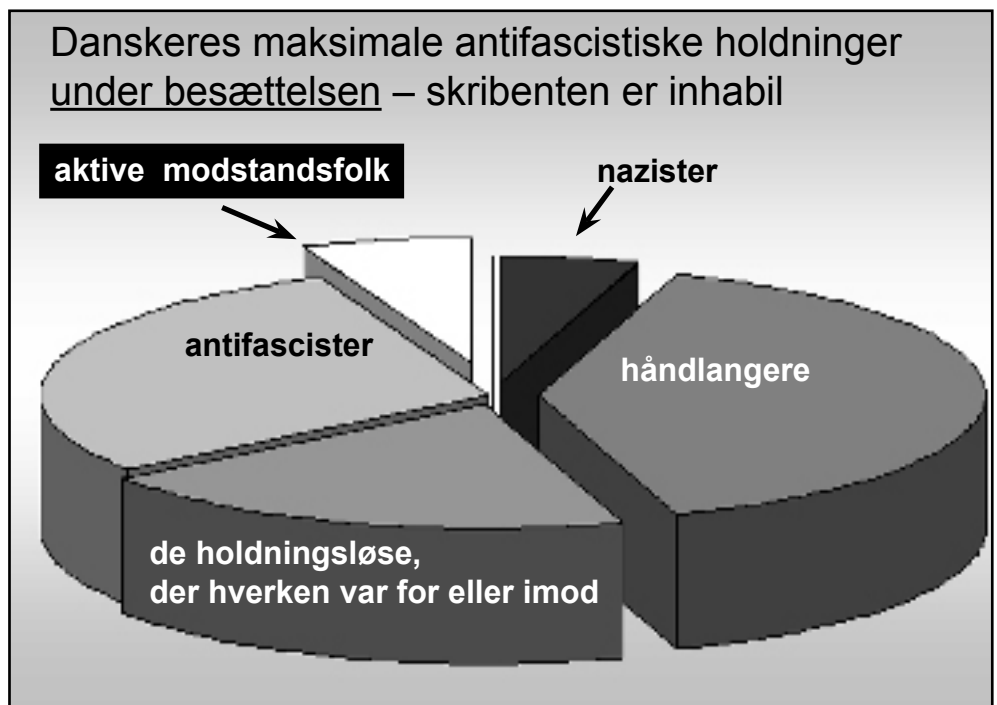 Danskeres maksimale antifascistiske holdninger
under besættelsen – skribenten er inhabil
aktive modstandsfolk
nazister
antifascister
håndlangere
de holdningsløse,
der hverken var for eller imod